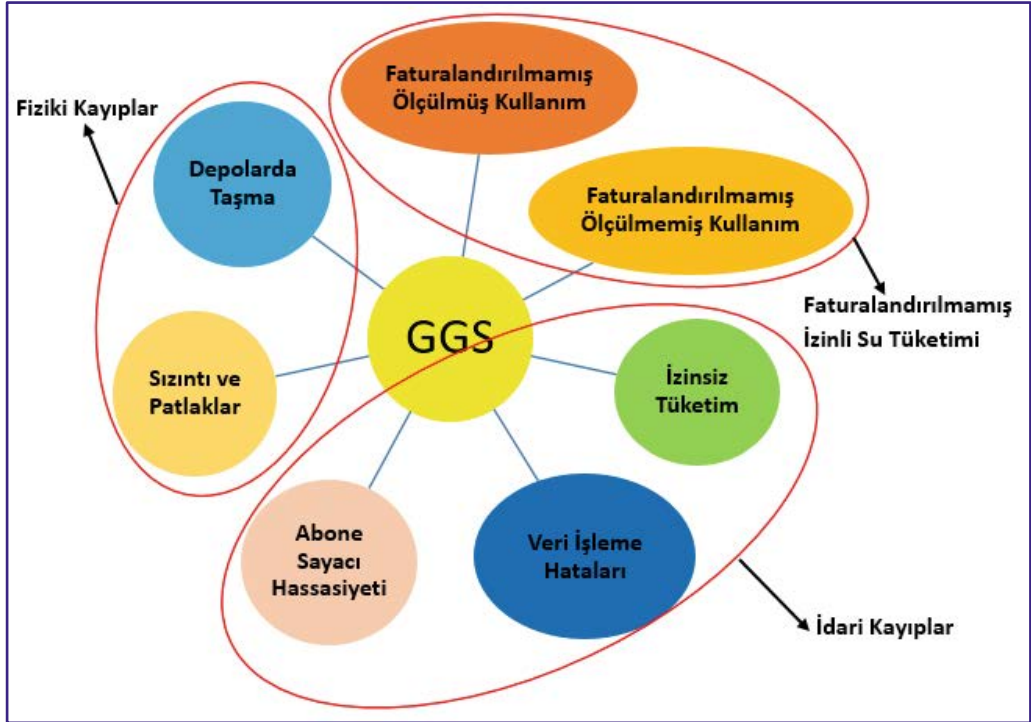 Faturalandırılmamış
Ölçülmüş Kullanım
Fiziki Kayıplar
Depolarda
Taşma
Faturalandırılmamış
Ölçülmemiş Kullanım
Faturalandırılmamış
İzinli Su Tüketimi
GGS
Sızıntı ve
Patlaklar
İzinsiz
Tüketim
Abone
Sayacı
Hassasiyeti
Veri İşleme
Hataları
İdari Kayıplar